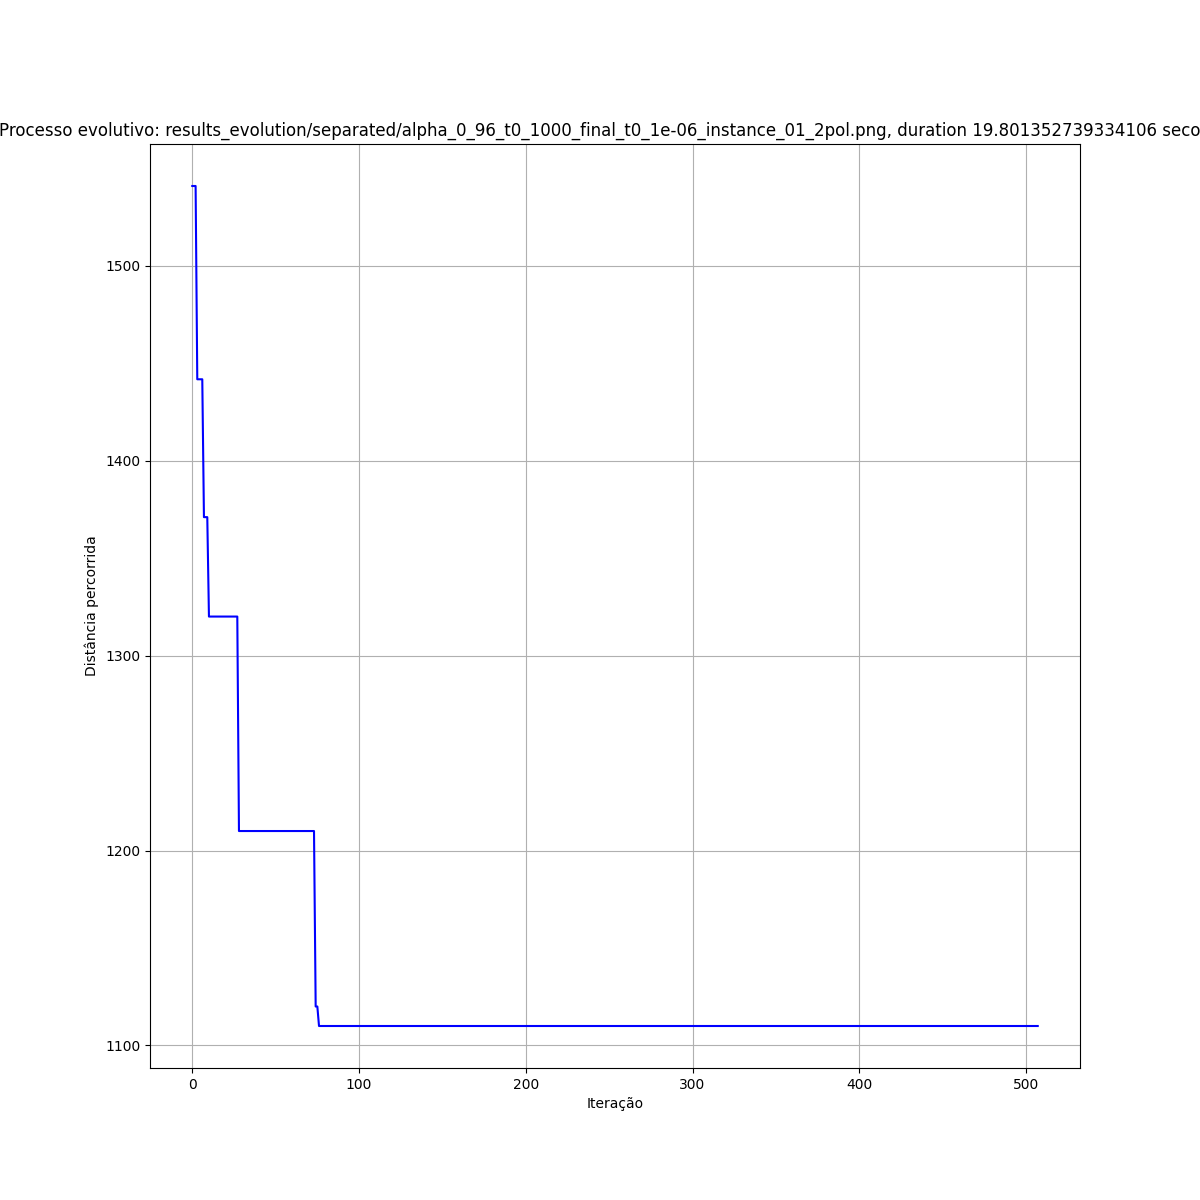 Processo evolutivo: results_evolution/separated/alpha_0_96_t0_1000_final_t0_1e-06_instance_01_2pol.png, duration 19.801352739334106 seco
1500
1400
1300
1200
1100
Distância percorrida
0 100 200 300 400 500
Iteração